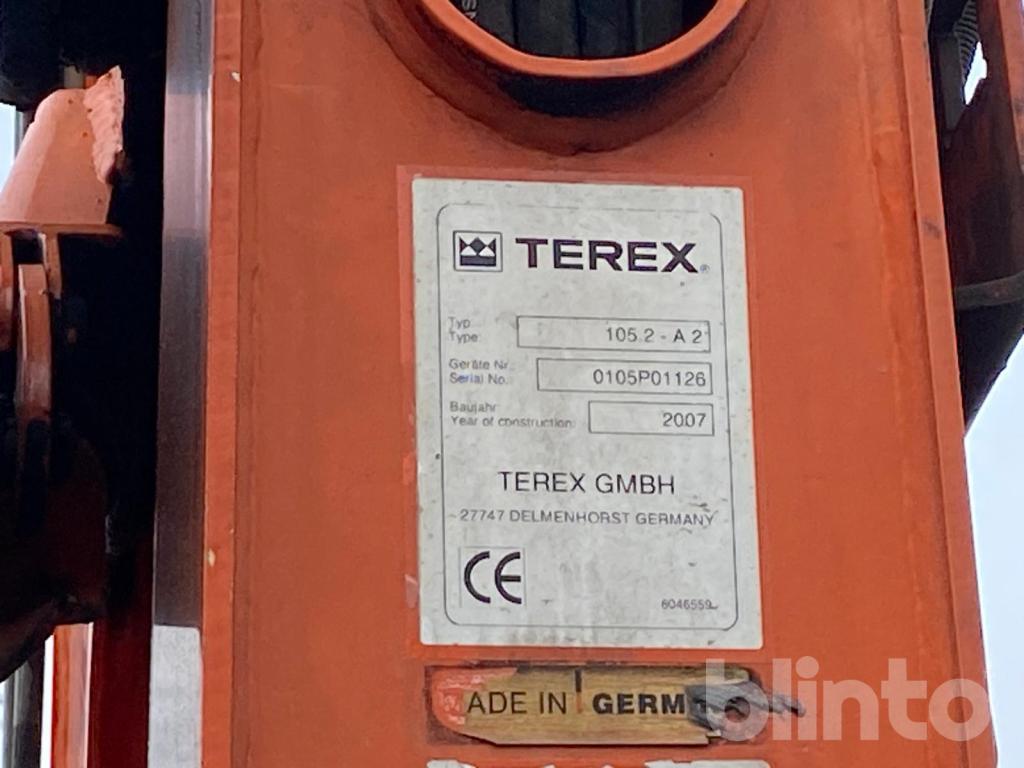 TEREX®
Typ
Type: 105.2 - A 2
Geräte Nr.:
Serial No.: 0105P01126
Baujahr
Year of construction: 2007
TEREX GMBH
27747 DELMENHORST GERMANY
CE
6046559
MADE IN GERM
blinto